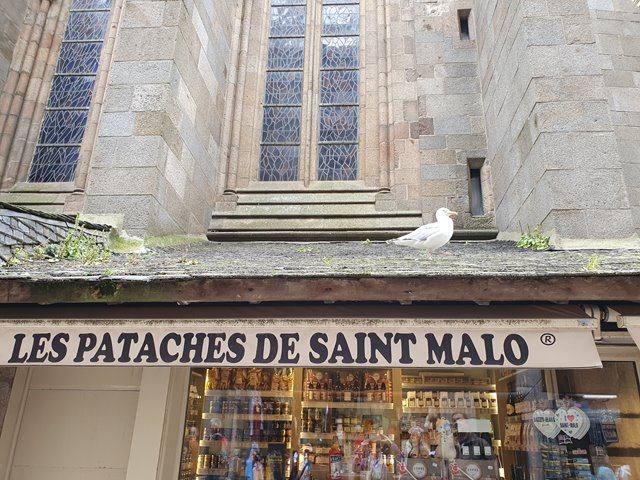 LES PATACHES DE SAINT MALO ®